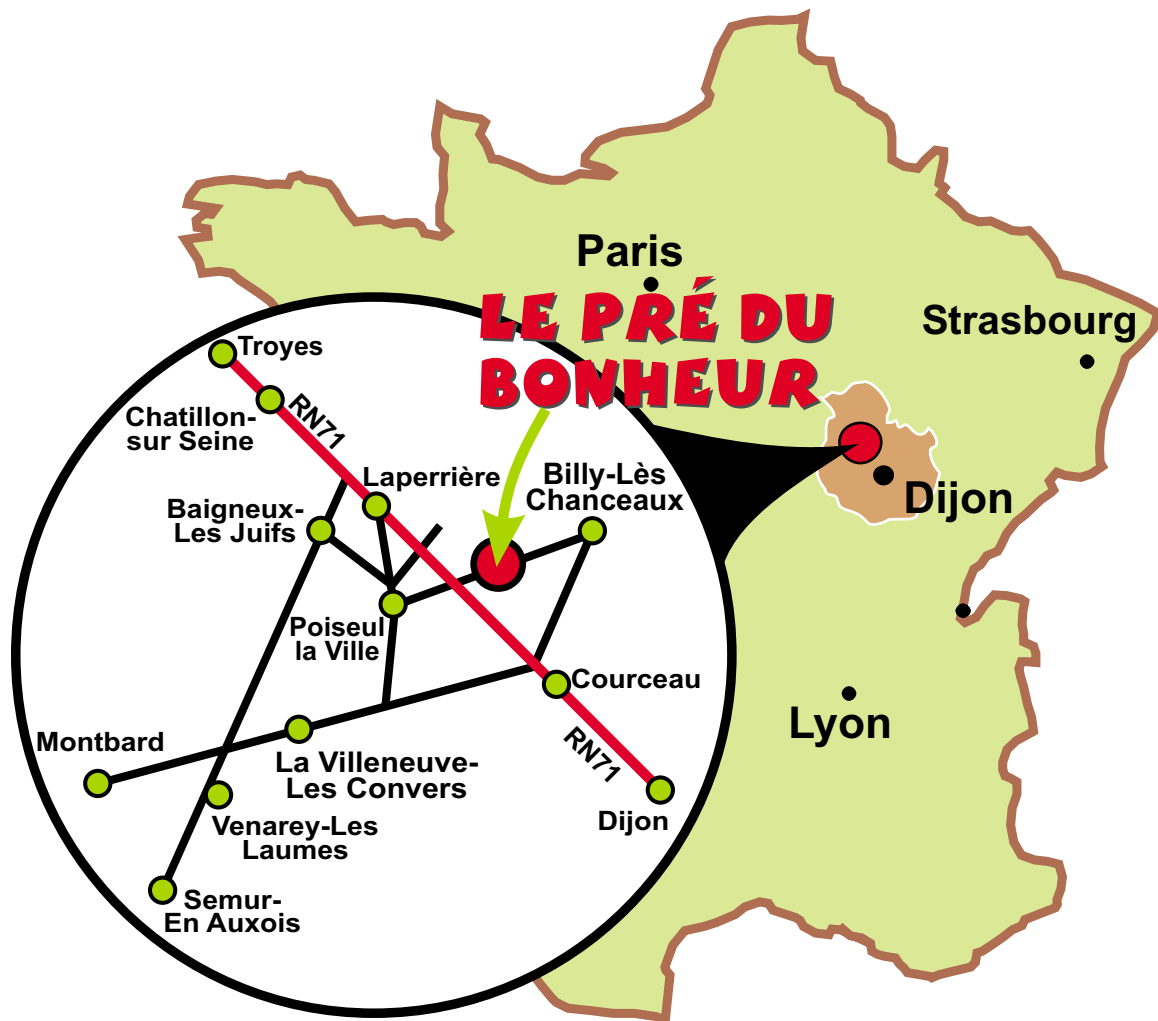 Paris
Strasbourg
LE PRÉ DU
BONHEUR
Troyes
Chatillon-
sur Seine
RN71
Laperrière
Billy-Lès
Chanceaux
Baigneux-
Les Juifs
Dijon
Poiseul
la Ville
Courceau
Lyon
Montbard
RN71
La Villeneuve-
Les Convers
Dijon
Venarey-Les
Laumes
Semur-
En Auxois